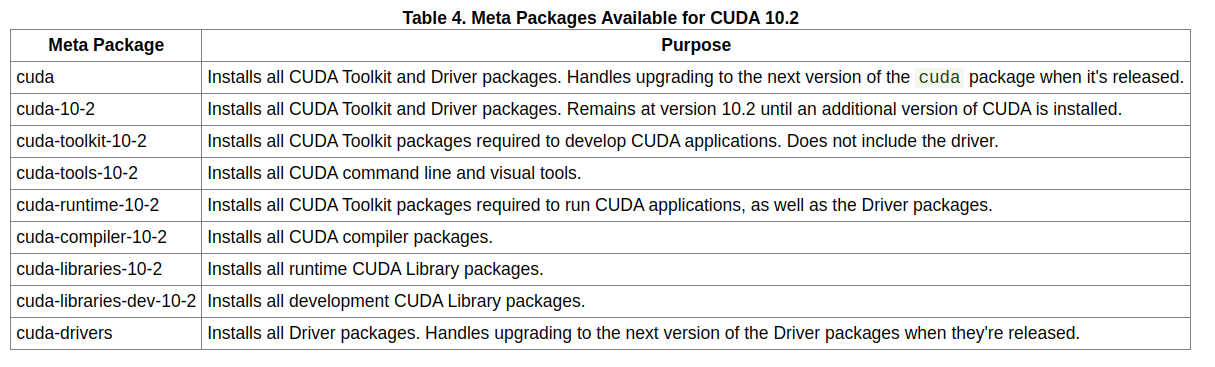 Table 4. Meta Packages Available for CUDA 10.2
Meta Package Purpose
cuda Installs all CUDA Toolkit and Driver packages. Handles upgrading to the next version of the cuda package when it's released.
cuda-10-2 Installs all CUDA Toolkit and Driver packages. Remains at version 10.2 until an additional version of CUDA is installed.
cuda-toolkit-10-2 Installs all CUDA Toolkit packages required to develop CUDA applications. Does not include the driver.
cuda-tools-10-2 Installs all CUDA command line and visual tools.
cuda-runtime-10-2 Installs all CUDA Toolkit packages required to run CUDA applications, as well as the Driver packages.
cuda-compiler-10-2 Installs all CUDA compiler packages.
cuda-libraries-10-2 Installs all runtime CUDA Library packages.
cuda-libraries-dev-10-2 Installs all development CUDA Library packages.
cuda-drivers Installs all Driver packages. Handles upgrading to the next version of the Driver packages when they're released.